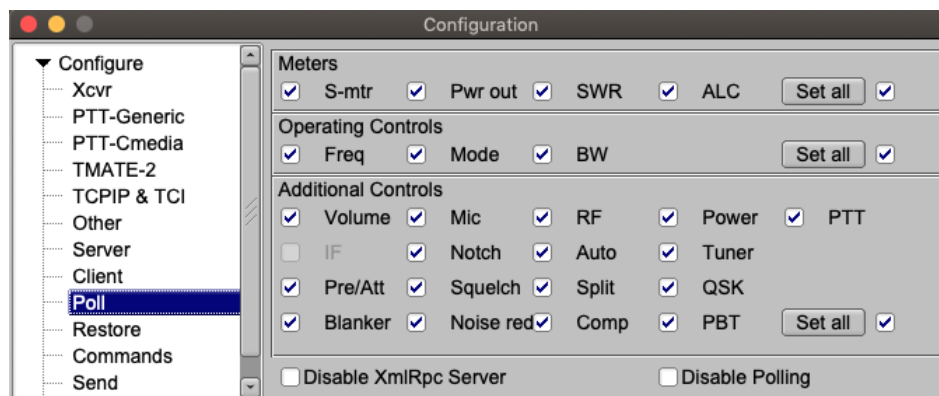 Configuration
Configure
Xcvr
PTT-Generic
PTT-Cmedia
TMATE-2
TCPIP & TCI
Other
Server
Client
Poll
Restore
Commands
Send
Meters
S-mtr Pwr out SWR ALC Set all
Operating Controls
Freq Mode BW Set all
Additional Controls
Volume Mic RF Power PTT
IF Notch Auto Tuner
Pre/Att Squelch Split QSK
Blanker Noise red Comp PBT Set all
Disable XmlRpc Server Disable Polling